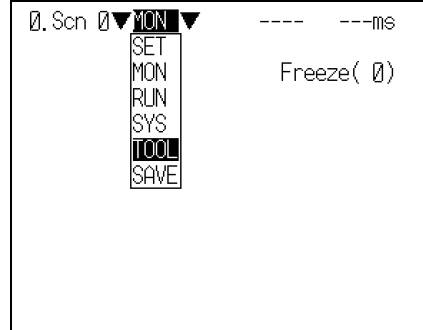 0.Scn 0▼MON ▼ ---- ---ms
SET
MON Freeze( 0)
RUN
SYS
TOOL
SAVE